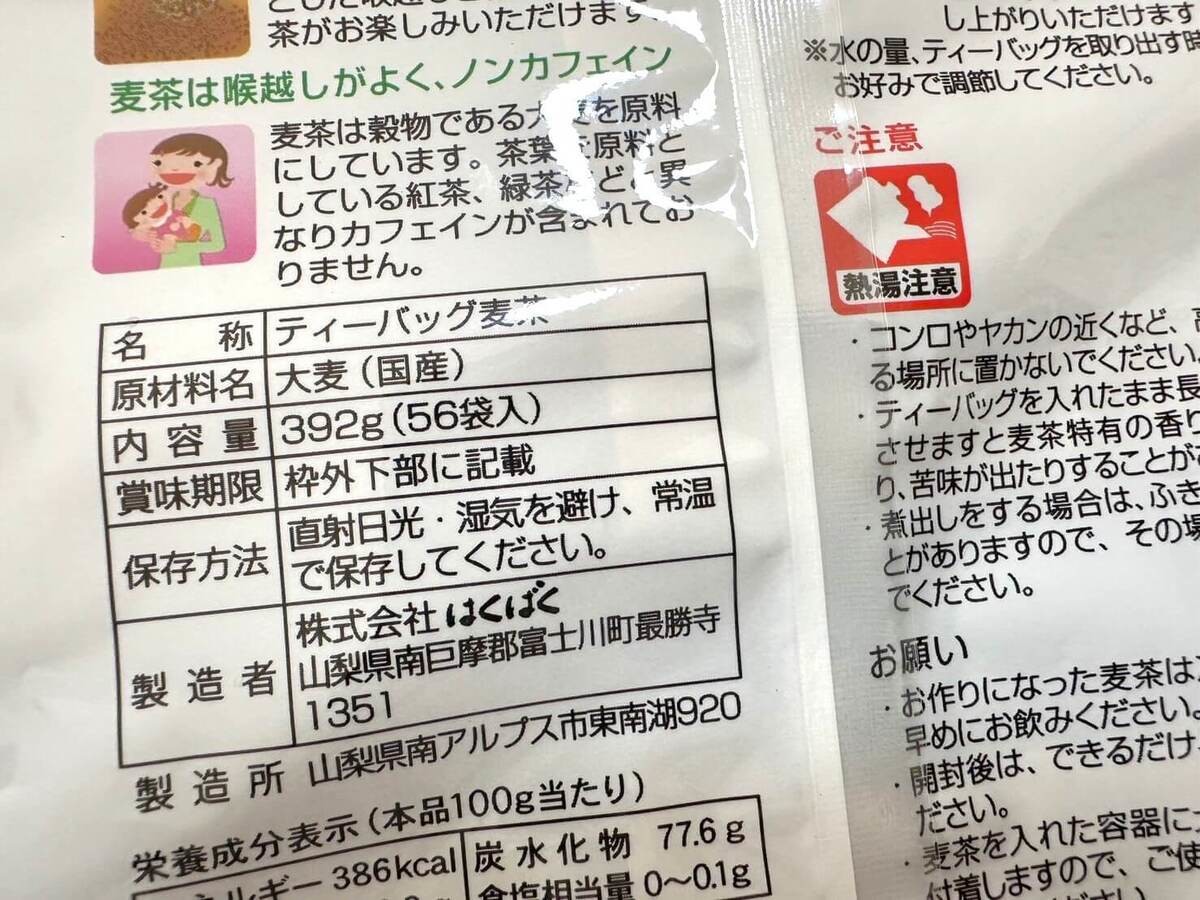 茶がお楽しみいただけます。
麦茶は喉越しがよく、ノンカフェイン
麦茶は穀物である大麦を原料
にしています。茶葉を原料と
している紅茶、緑茶などと異
なりカフェインが含まれてお
りません。
名称 ティーバッグ麦茶
原材料名 大麦(国産)
内容量 392g(56袋入)
賞味期限 枠外下部に記載
保存方法 直射日光・湿気を避け、常温
で保存してください。
製造者 株式会社はくばく
山梨県南巨摩郡富士川町最勝寺
1351
製造所 山梨県南アルプス市東南湖920
栄養成分表示(本品100g当たり)
ルギー 386kcal 炭水化物 77.6g
食塩相当量 0〜0.1g
し上がりいただけます
※水の量、ティーバッグを取り出す時
お好みで調節してください。
ご注意
熱湯注意
・コンロやヤカンの近くなど、高
る場所に置かないでください。
・ティーバッグを入れたまま長
させますと麦茶特有の香り
り、苦味が出たりすることが
・煮出しをする場合は、ふき
とがありますので、その場
でください。
お願い
・お作りになった麦茶は
早めにお飲みください。
・開封後は、できるだけ
ださい。
・麦茶を入れた容器に
付着しますので、ご使